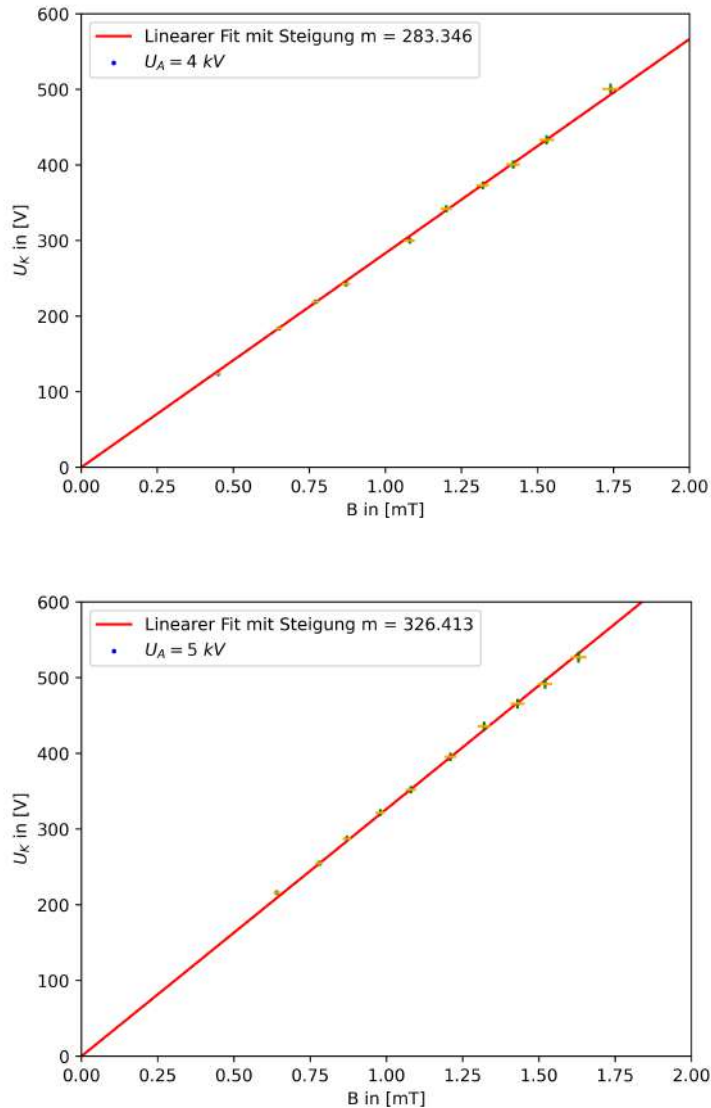 Linearer Fit mit Steigung m = 283.346
U_A = 4 kV
600
500
400
300
200
100
0
U_K in [V]
0.00 0.25 0.50 0.75 1.00 1.25 1.50 1.75 2.00
B in [mT]
Linearer Fit mit Steigung m = 326.413
U_A = 5 kV
600
500
400
300
200
100
0
U_K in [V]
0.00 0.25 0.50 0.75 1.00 1.25 1.50 1.75 2.00
B in [mT]